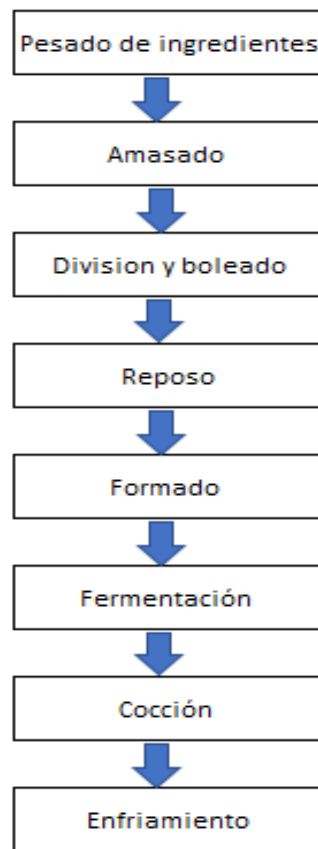 Pesado de ingredientes
Amasado
Division y boleado
Reposo
Formado
Fermentación
Cocción
Enfriamiento